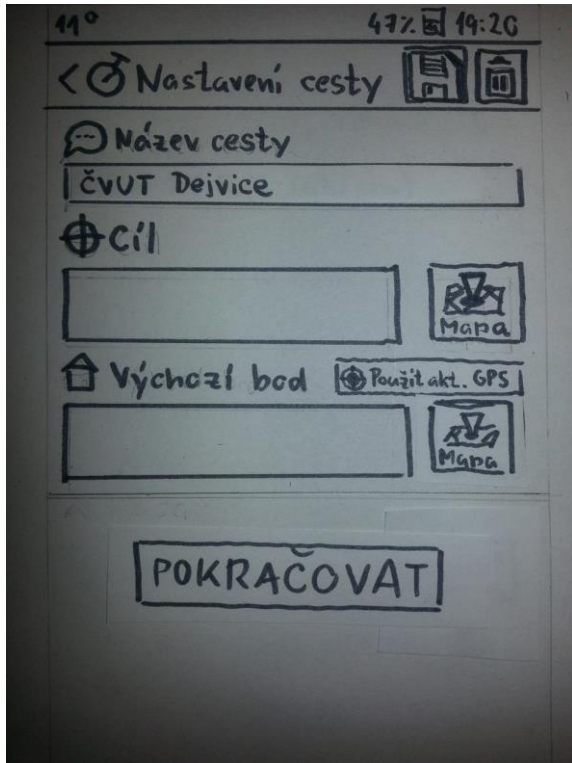 11° 47% 19:20
< Nastavení cesty
Název cesty
ČVUT Dejvice
Cíl
Mapa
Výchozí bod Použít akt. GPS
Mapa
POKRAČOVAT